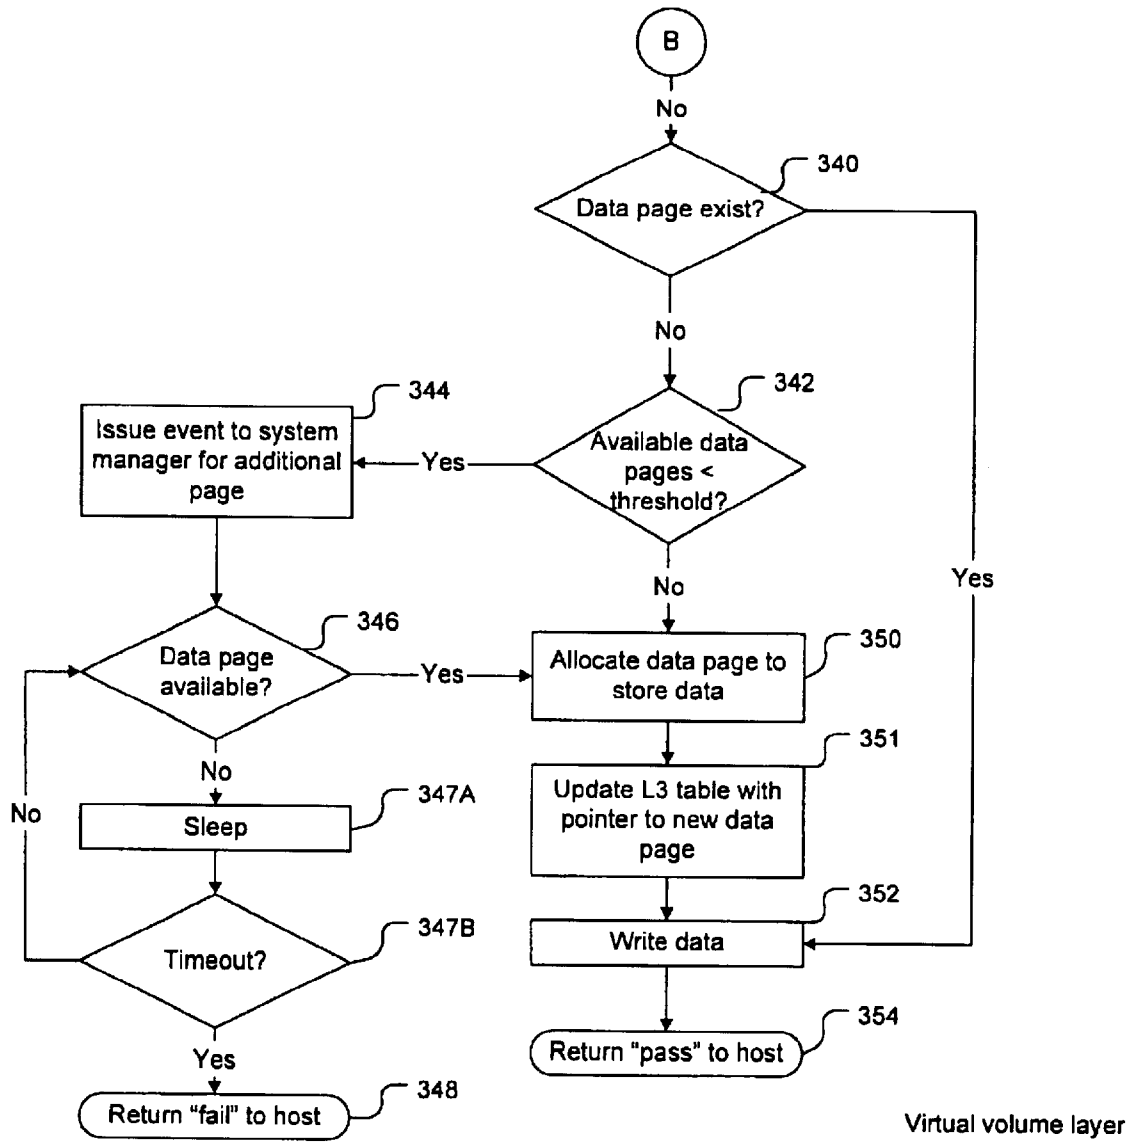 B
No
340
Data page exist?
No
342
344
Issue event to system
manager for additional
page
Yes
Available data
pages <
threshold?
Yes
No
346
350
Data page
available?
Yes
Allocate data page to
store data
351
No
347A
Update L3 table with
pointer to new data
page
No
Sleep
352
347B
Write data
Timeout?
354
Return "pass" to host
Yes
348
Return "fail" to host
Virtual volume layer